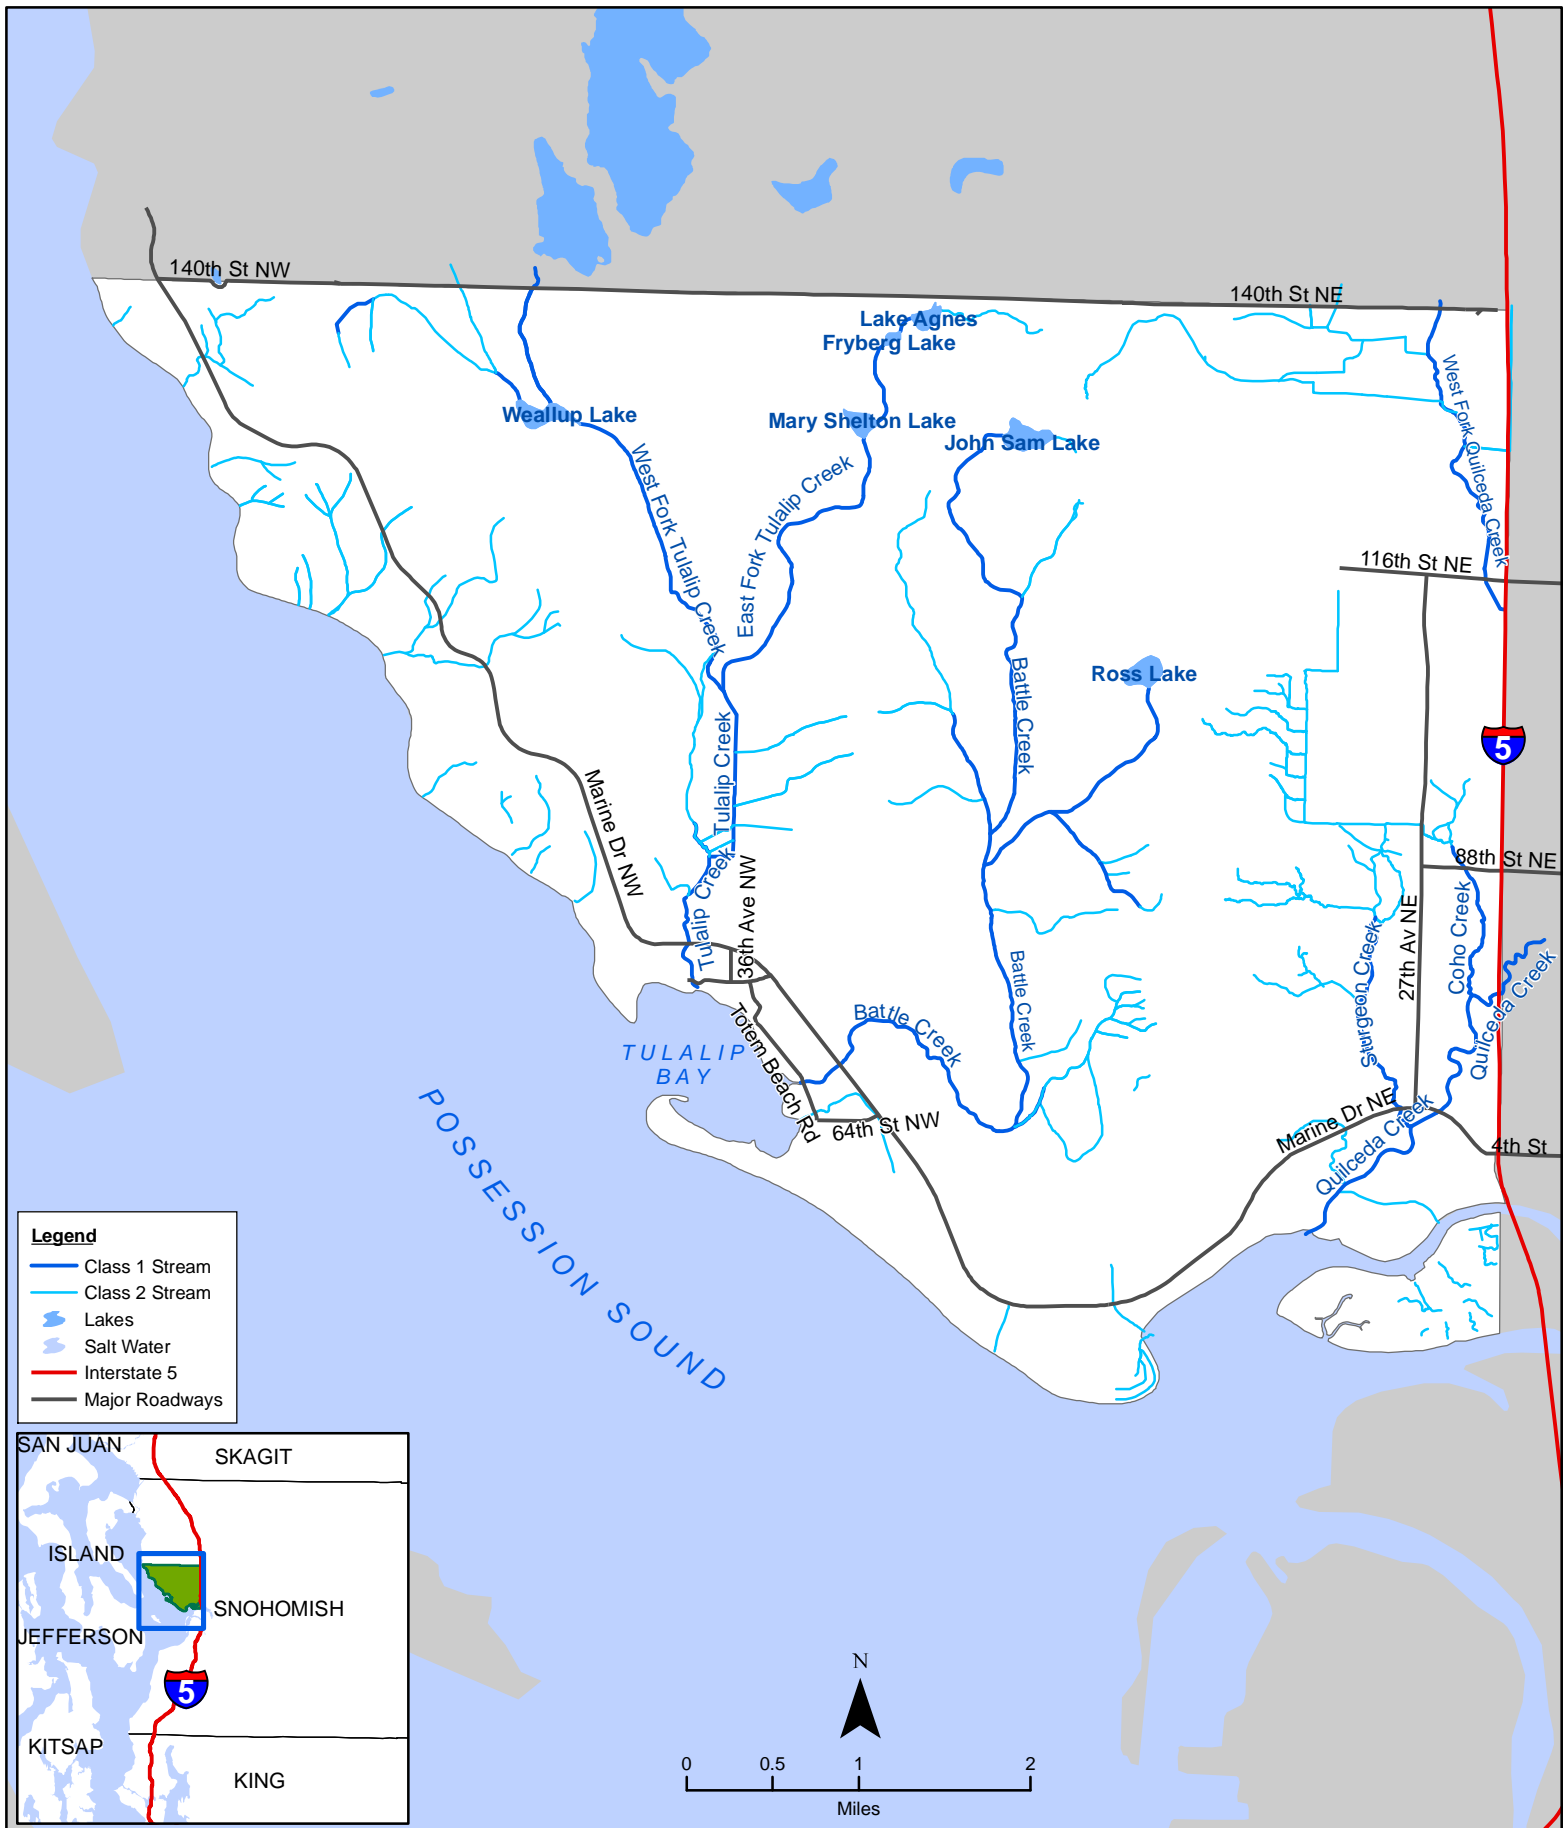 140th St NW
140th St NE
Lake Agnes
Fryberg Lake
Weallup Lake
Mary Shelton Lake
John Sam Lake
West Fork Quilceda Creek
West Fork Tulalip Creek
East Fork Tulalip Creek
116th St NE
Ross Lake
Battle Creek
Tulalip Creek
5
Marine Dr NW
Tulalip Creek
36th Ave NW
88th St NE
27th Av NE
Coho Creek
Sturgeon Creek
Battle Creek
Battle Creek
Quilceda Creek
TULALIP
BAY
Totem Beach Rd
64th St NW
Marine Dr NE
Quilceda Creek
4th St
POSSESSION SOUND
Legend
Class 1 Stream
Class 2 Stream
Lakes
Salt Water
Interstate 5
Major Roadways
SAN JUAN
SKAGIT
ISLAND
SNOHOMISH
JEFFERSON
5
KITSAP
KING
N
0 0.5 1 2
Miles